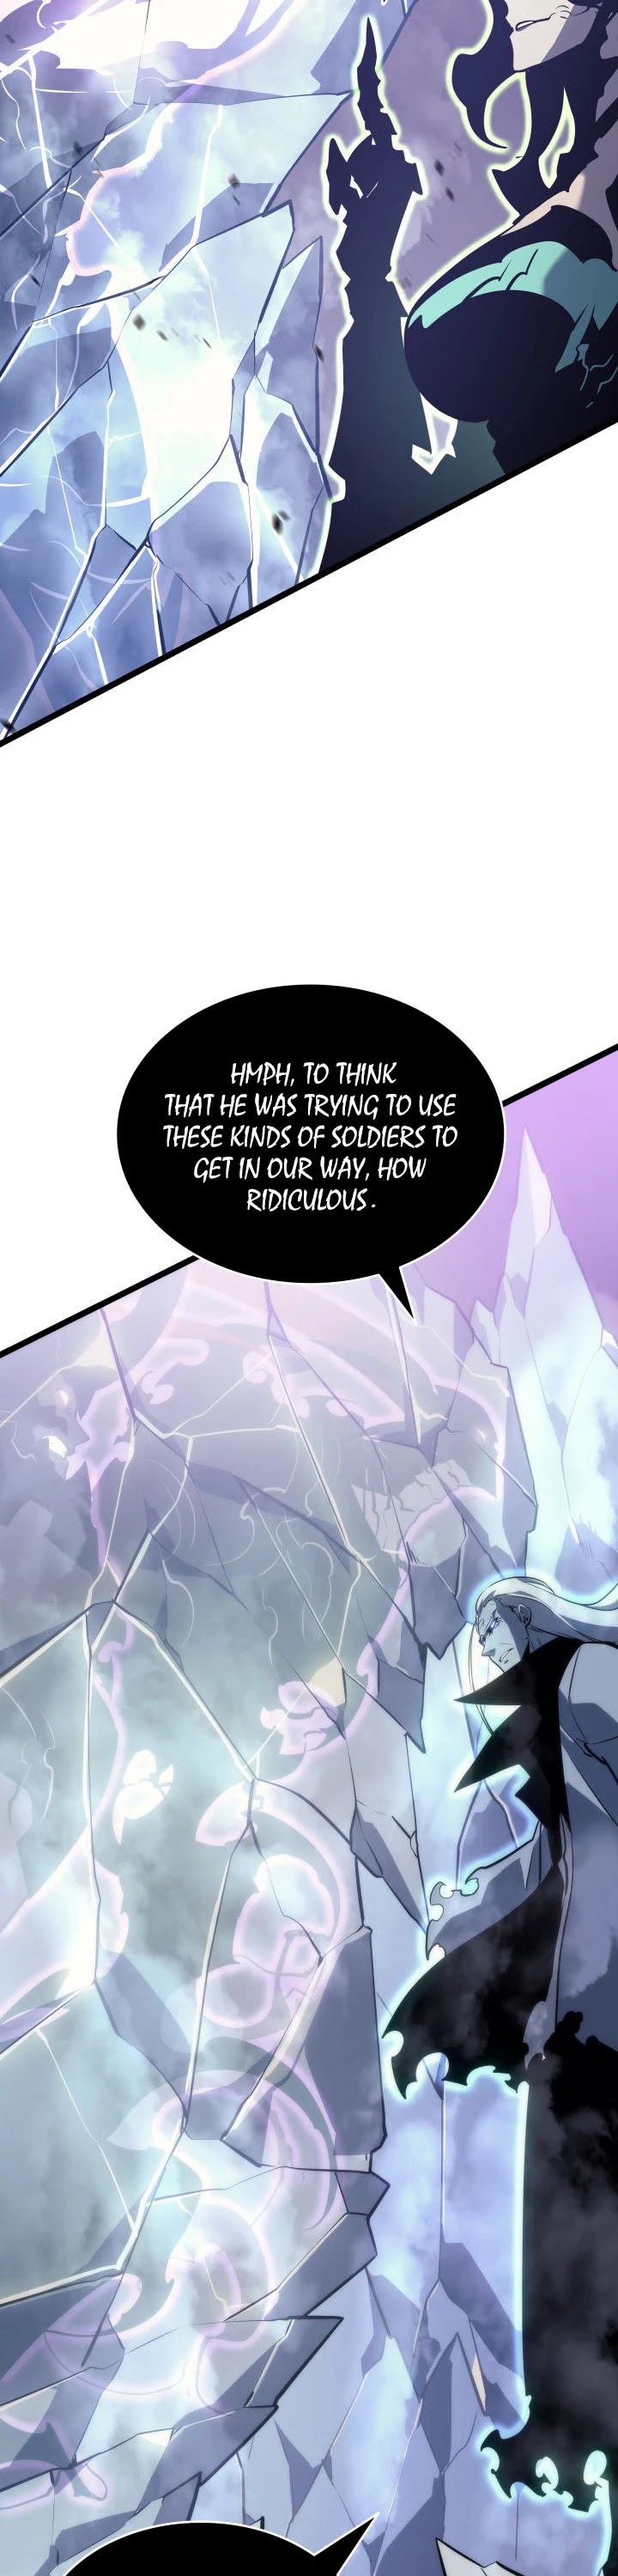 HMPH, TO THINK
THAT HE WAS TRYING TO USE
THESE KINDS OF SOLDIERS TO
GET IN OUR WAY, HOW
RIDICULOUS.